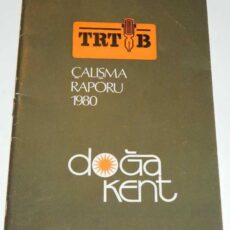 TRT B
ÇALIŞMA
RAPORU
1980
doğa
kent